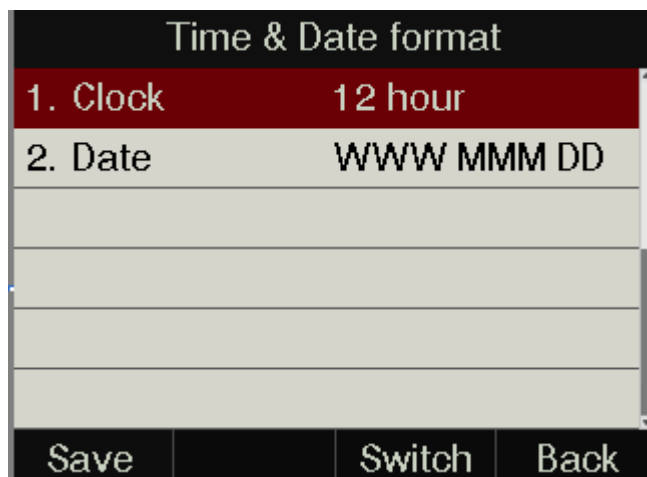 Time & Date format
1. Clock 12 hour
2. Date WWW MMM DD
Save Switch Back